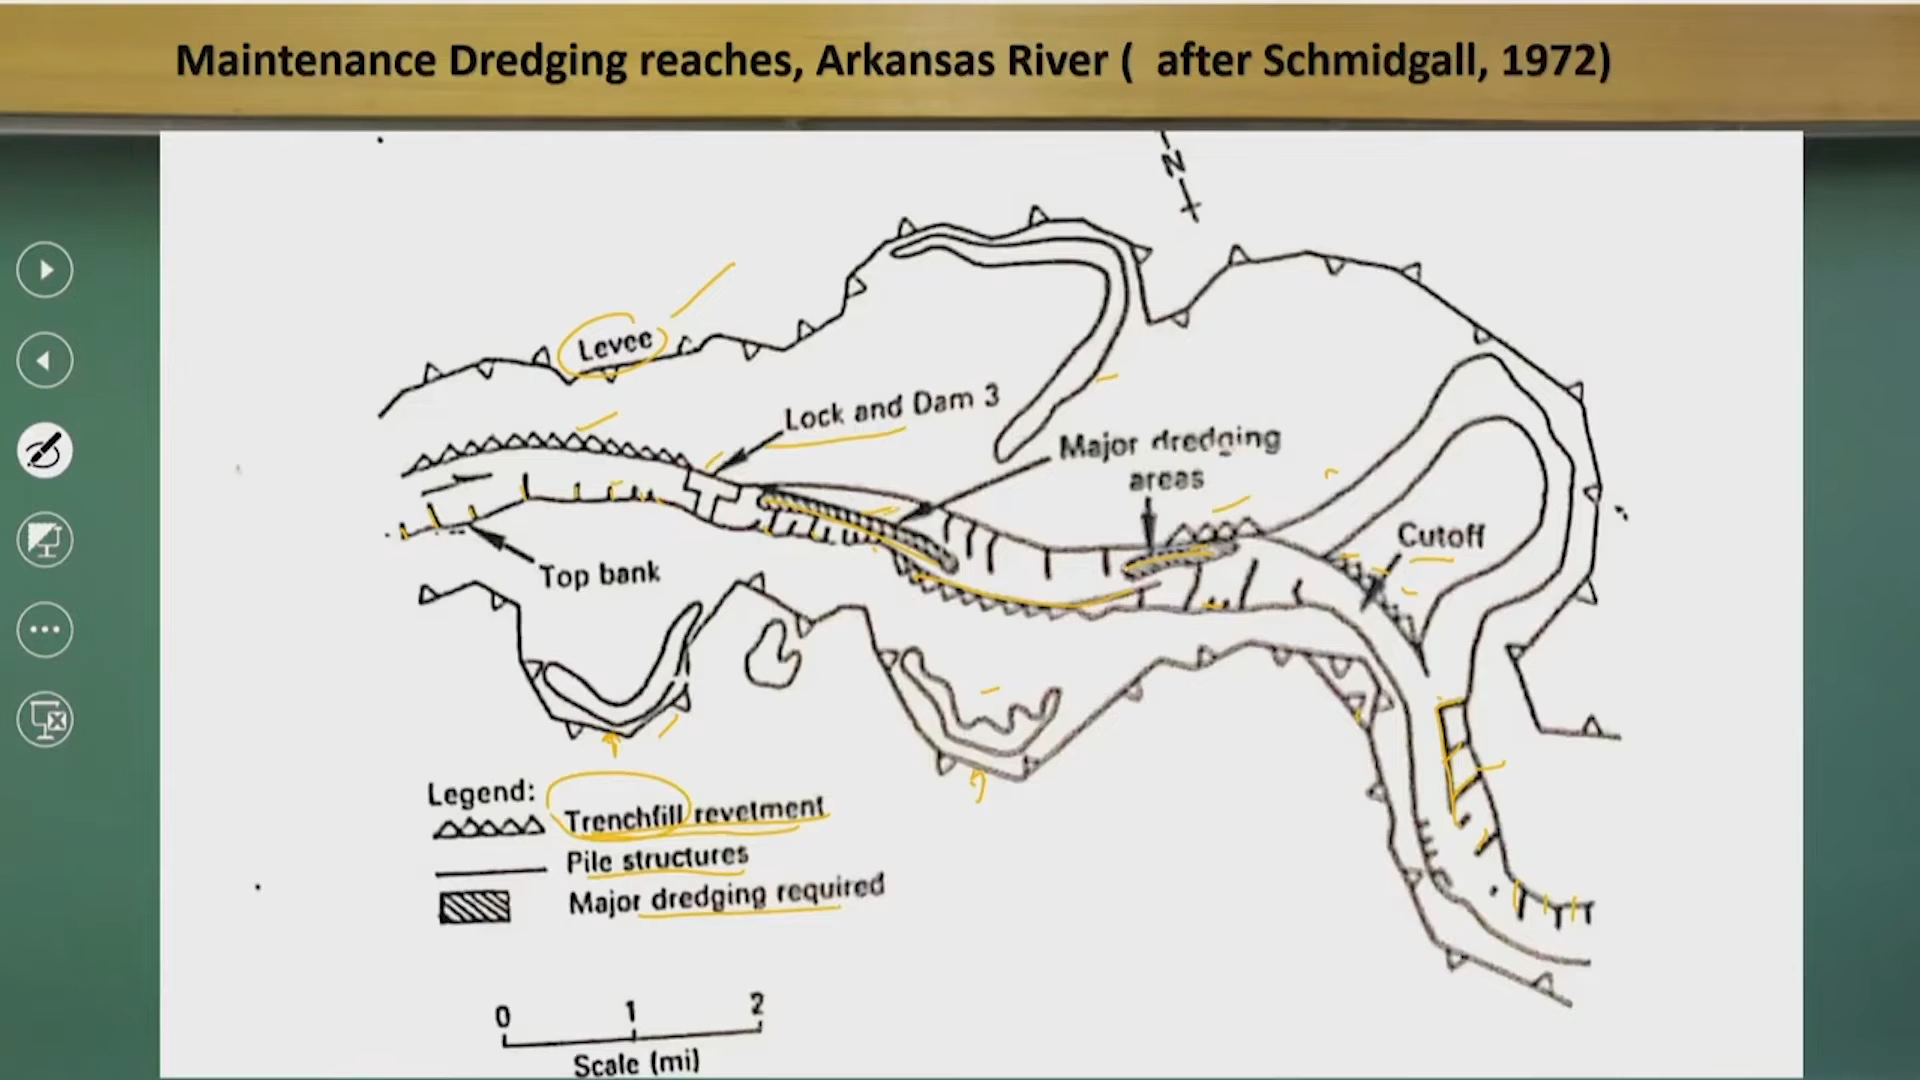 Maintenance Dredging reaches, Arkansas River (  after Schmidgall, 1972)
N
Levee
Lock and Dam 3
Major dredging
areas
Cutoff
Top bank
Legend:
Trenchfill revetment
Pile structures
Major dredging required
0 1 2
Scale (mi)